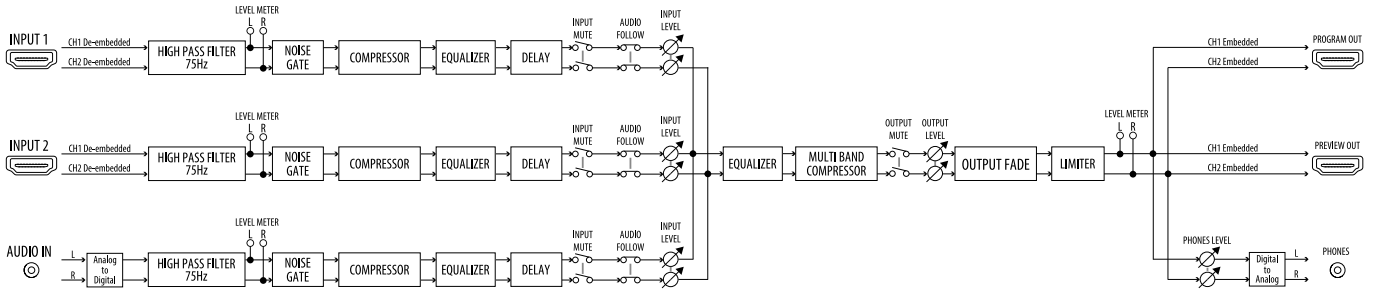 INPUT 1
CH1 De-embedded
CH2 De-embedded
HIGH PASS FILTER
75Hz
LEVEL METER
L R
NOISE
GATE
COMPRESSOR
EQUALIZER
DELAY
INPUT
MUTE
AUDIO
FOLLOW
INPUT
LEVEL
CH1 Embedded
CH2 Embedded
PROGRAM OUT
INPUT 2
CH1 De-embedded
CH2 De-embedded
HIGH PASS FILTER
75Hz
LEVEL METER
L R
NOISE
GATE
COMPRESSOR
EQUALIZER
DELAY
INPUT
MUTE
AUDIO
FOLLOW
INPUT
LEVEL
EQUALIZER
MULTI BAND
COMPRESSOR
OUTPUT
MUTE
OUTPUT
LEVEL
OUTPUT FADE
LIMITER
LEVEL METER
L R
CH1 Embedded
CH2 Embedded
PREVIEW OUT
AUDIO IN
L
R
Analog
to
Digital
HIGH PASS FILTER
75Hz
LEVEL METER
L R
NOISE
GATE
COMPRESSOR
EQUALIZER
DELAY
INPUT
MUTE
AUDIO
FOLLOW
INPUT
LEVEL
PHONES LEVEL
Digital
to
Analog
L
R
PHONES